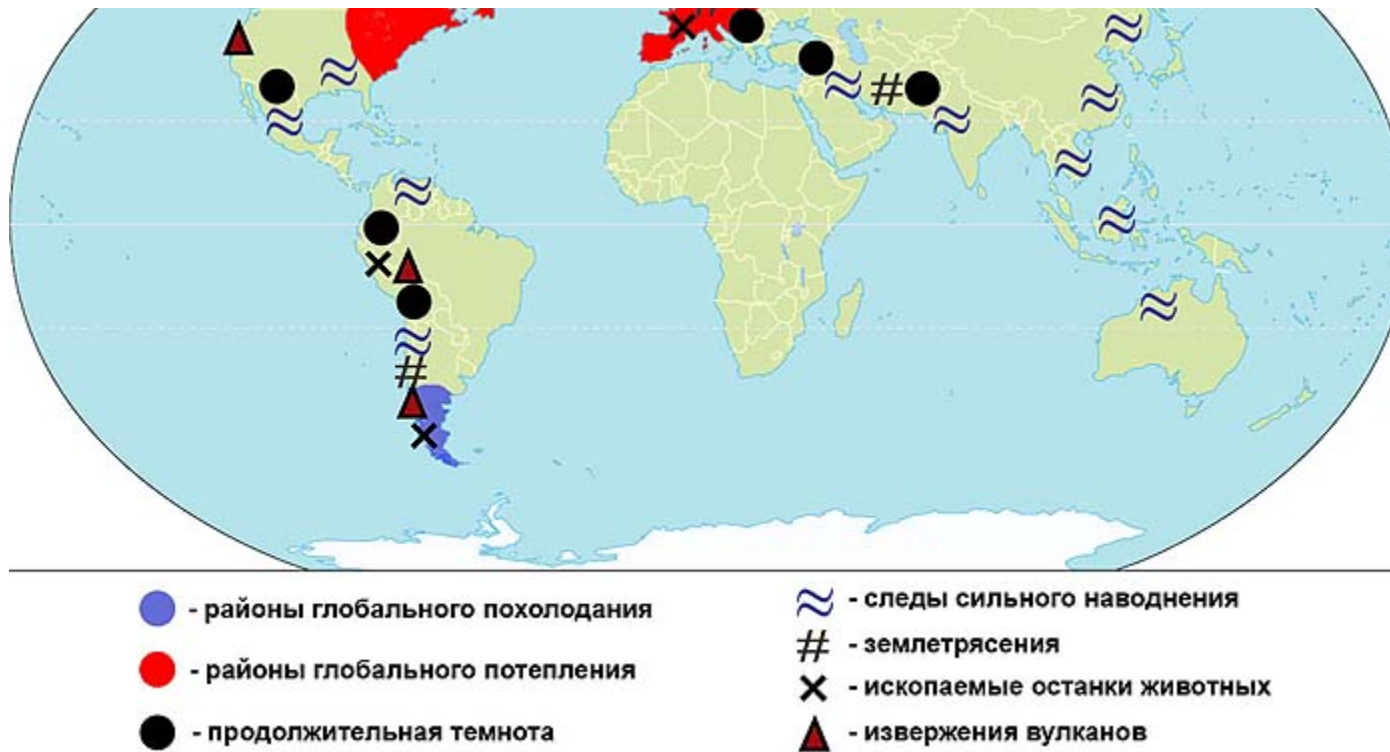 - районы глобального похолодания
- районы глобального потепления
- продолжительная темнота
- следы сильного наводнения
- землетрясения
- ископаемые останки животных
- извержения вулканов